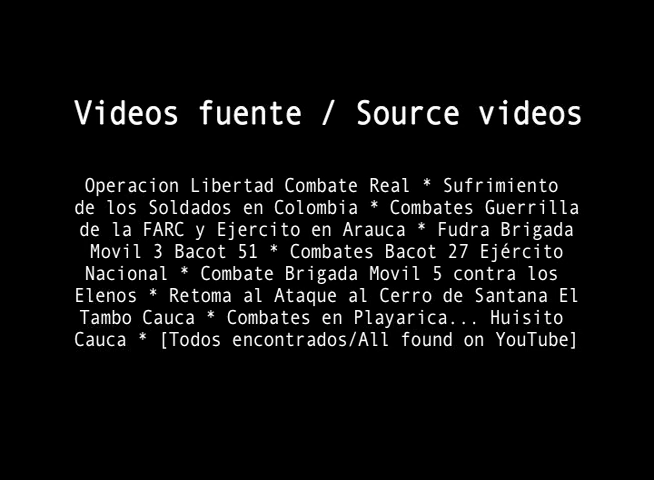 Videos fuente / Source videos
Operacion Libertad Combate Real * Sufrimiento
de los Soldados en Colombia * Combates Guerrilla
de la FARC y Ejercito en Arauca * Fudra Brigada
Movil 3 Bacot 51 * Combates Bacot 27 Ejército
Nacional * Combate Brigada Movil 5 contra los
Elenos * Retoma al Ataque al Cerro de Santana El
Tambo Cauca * Combates en Playarica... Huisito
Cauca * [Todos encontrados/All found on YouTube]